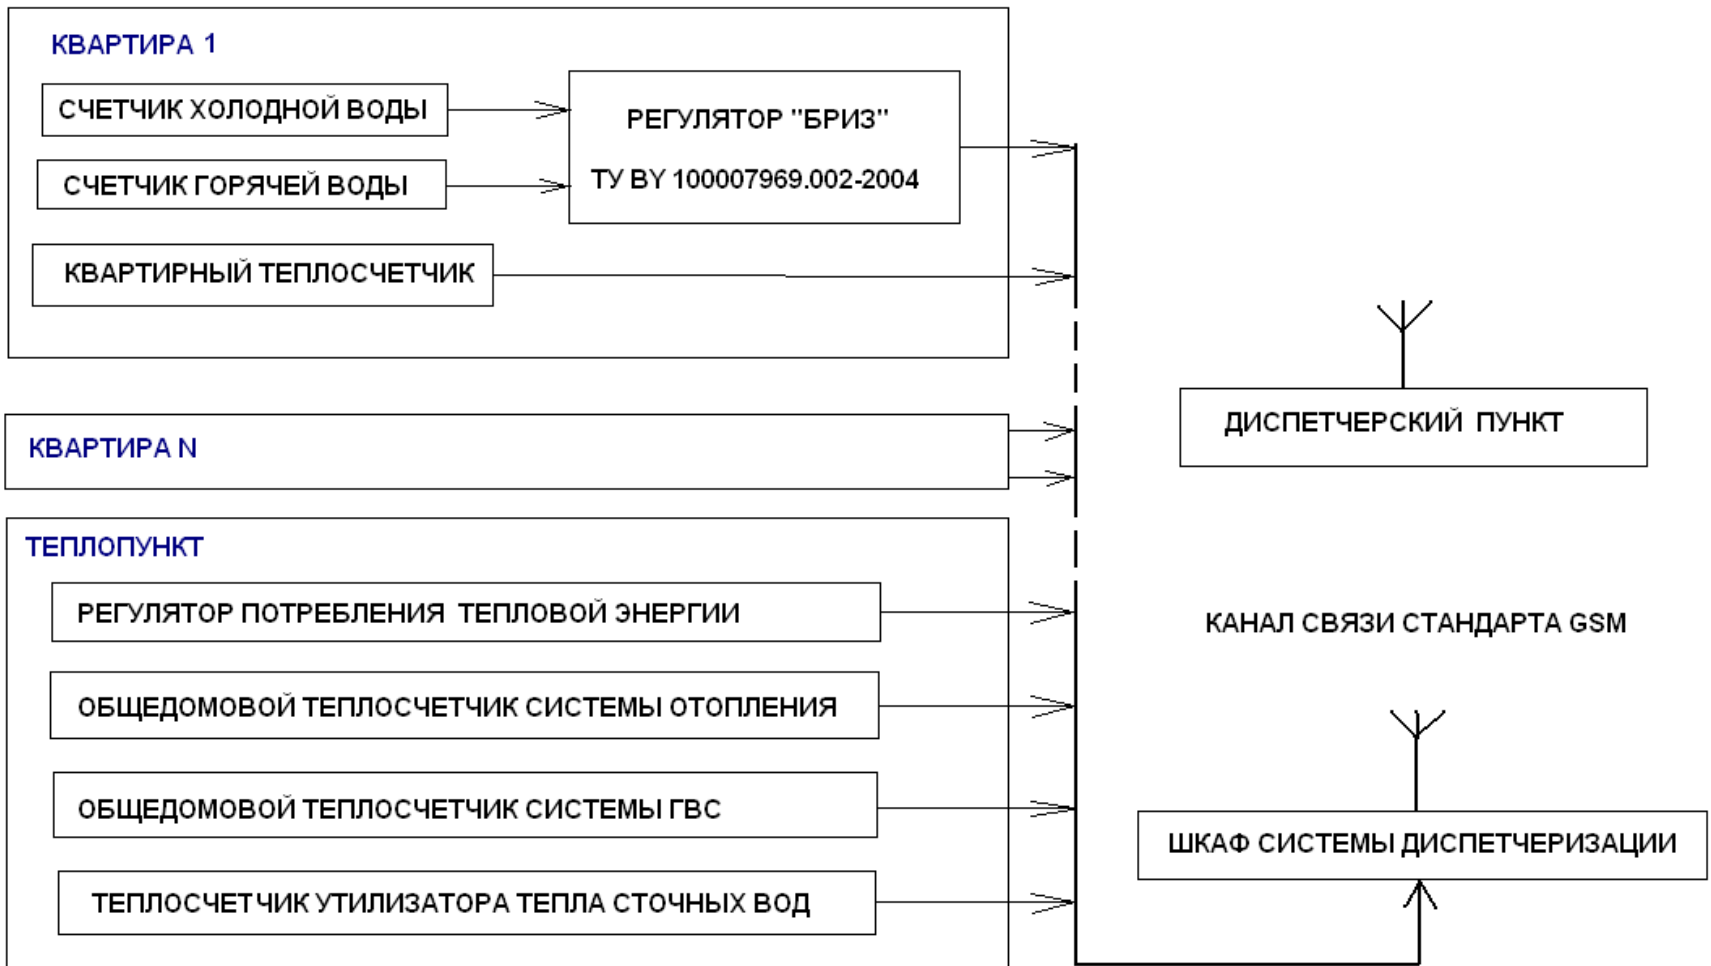 КВАРТИРА 1
СЧЕТЧИК ХОЛОДНОЙ ВОДЫ
РЕГУЛЯТОР "БРИЗ"
ТУ BY 100007969.002-2004
СЧЕТЧИК ГОРЯЧЕЙ ВОДЫ
КВАРТИРНЫЙ ТЕПЛОСЧЕТЧИК
КВАРТИРА N
ДИСПЕТЧЕРСКИЙ ПУНКТ
ТЕПЛОПУНКТ
РЕГУЛЯТОР ПОТРЕБЛЕНИЯ ТЕПЛОВОЙ ЭНЕРГИИ
КАНАЛ СВЯЗИ СТАНДАРТА GSM
ОБЩЕДОМОВОЙ ТЕПЛОСЧЕТЧИК СИСТЕМЫ ОТОПЛЕНИЯ
ОБЩЕДОМОВОЙ ТЕПЛОСЧЕТЧИК СИСТЕМЫ ГВС
ШКАФ СИСТЕМЫ ДИСПЕТЧЕРИЗАЦИИ
ТЕПЛОСЧЕТЧИК УТИЛИЗАТОРА ТЕПЛА СТОЧНЫХ ВОД